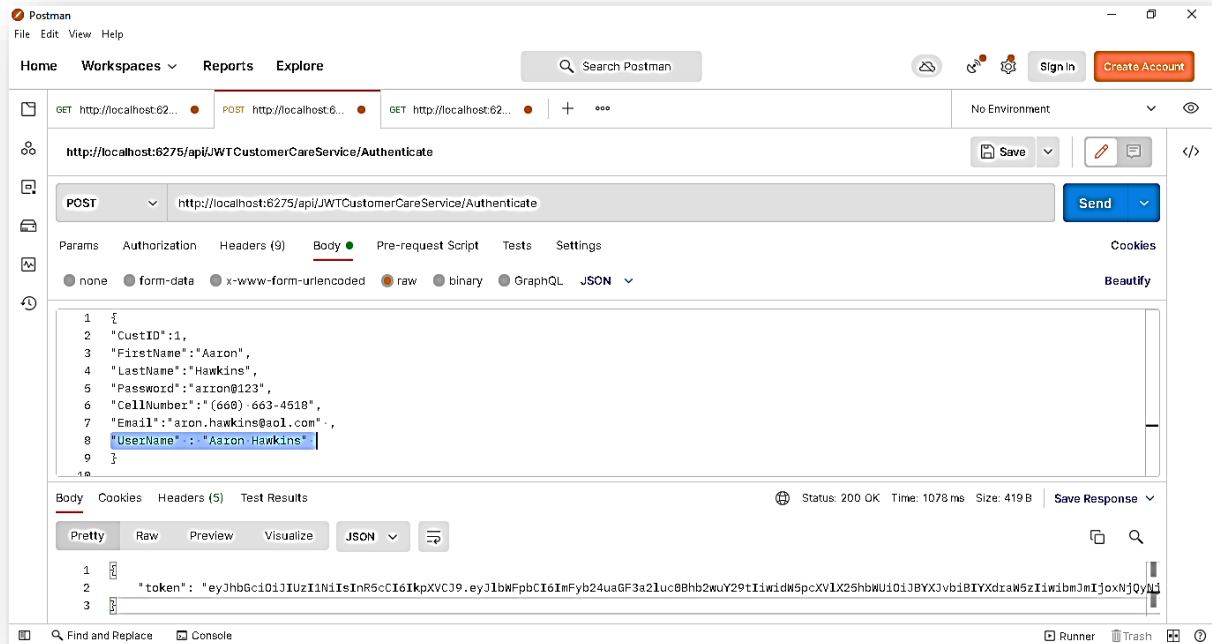 Postman
File Edit View Help
Home Workspaces Reports Explore Search Postman Sign In Create Account
GET http://localhost:62... POST http://localhost:6... GET http://localhost:62... + ooo No Environment
http://localhost:6275/api/JWTCustomerCareService/Authenticate Save </>
POST http://localhost:6275/api/JWTCustomerCareService/Authenticate Send
Params Authorization Headers (9) Body Pre-request Script Tests Settings Cookies
none form-data x-www-form-urlencoded raw binary GraphQL JSON Beautify
1 {
2 "CustID":1,
3 "FirstName":"Aaron",
4 "LastName":"Hawkins",
5 "Password":"arron@123",
6 "CellNumber":"(660) 663-4518",
7 "Email":"aron.hawkins@aol.com" ,
8 "UserName" : "Aaron Hawkins"
9 }
10
Body Cookies Headers (5) Test Results Status: 200 OK Time: 1078 ms Size: 419 B Save Response
Pretty Raw Preview Visualize JSON
1 {
2 "token": "eyJhbGciOiJIUzI1NiIsInR5cCI6IkpXVCJ9.eyJlbWFpbCI6ImFyb24uaGF3a2luc0Bhb2wuY29tIiwidW5pcXVlX25hbWUiOiJBYXJvbiBIYXdraW5zIiwibmJmIjoxNjQyNi
3 }
Find and Replace Console Runner Trash